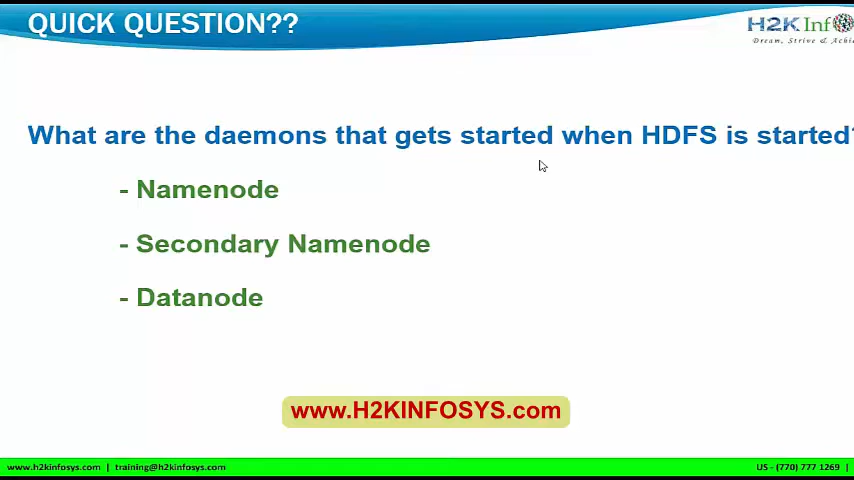 QUICK QUESTION??
H2K Inf
Dream, Strive & Achi
What are the daemons that gets started when HDFS is started?
- Namenode
- Secondary Namenode
- Datanode
www.H2KINFOSYS.com
www.h2kinfosys.com | training@h2kinfosys.com
US - (770) 777 1269 |